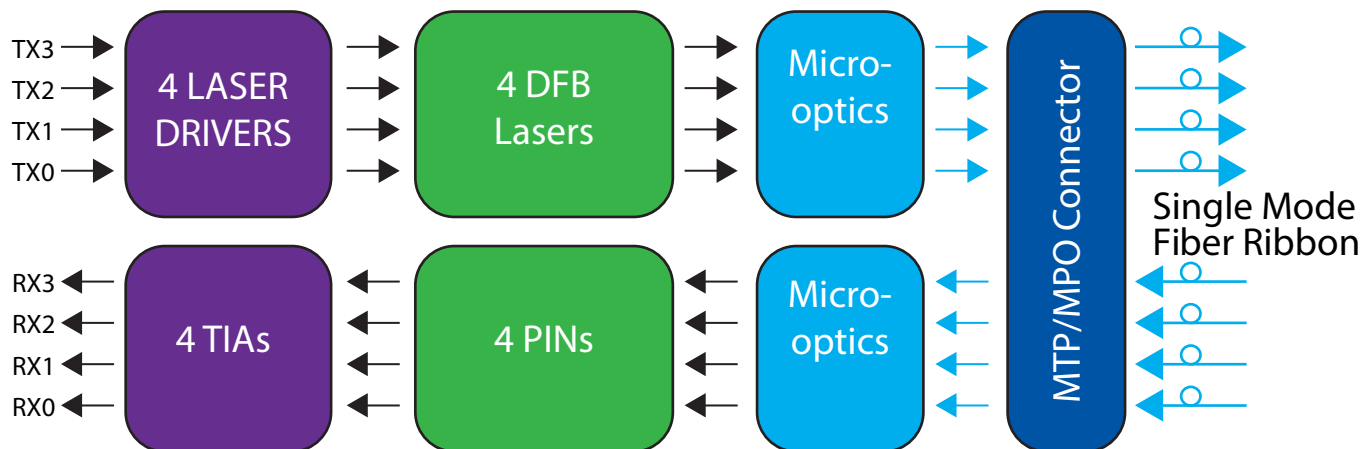 TX3
TX2
TX1
TX0
4 LASER
DRIVERS
4 DFB
Lasers
Micro-
optics
MTP/MPO Connector
Single Mode
Fiber Ribbon
RX3
RX2
RX1
RX0
4 TIAs
4 PINs
Micro-
optics